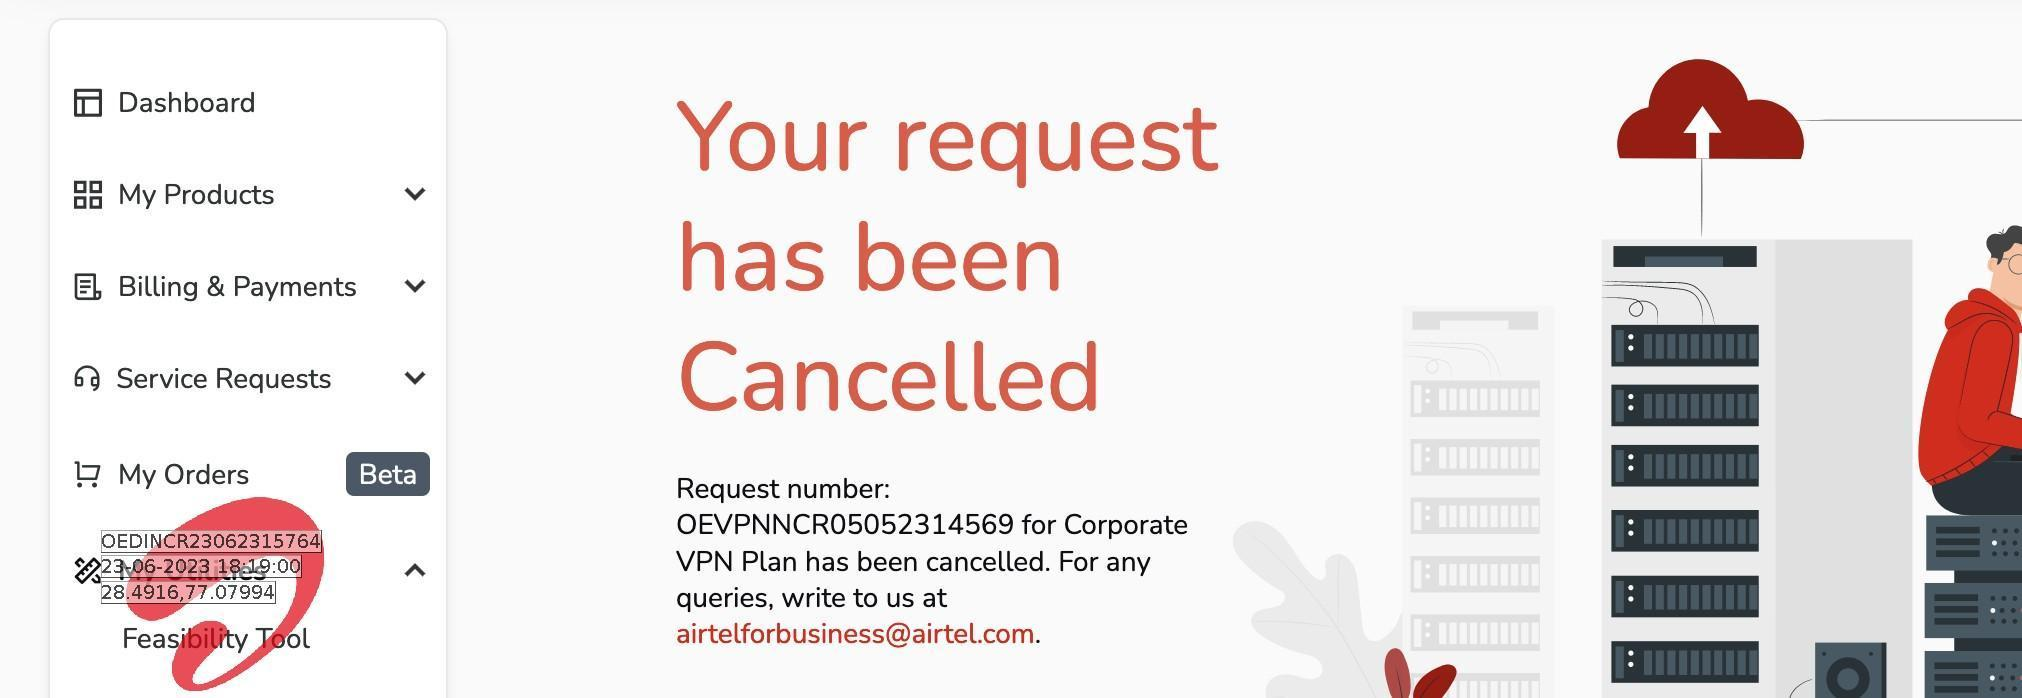 Dashboard
My Products
Billing & Payments
Service Requests
My Orders
Beta
OEDINCR23062315764
23-06-2023 18:19:00
My Utilities
28.4916,77.07994
Feasibility Tool
Your request
has been
Cancelled
Request number:
OEVPNNCR05052314569 for Corporate
VPN Plan has been cancelled. For any
queries, write to us at
airtelforbusiness@airtel.com.